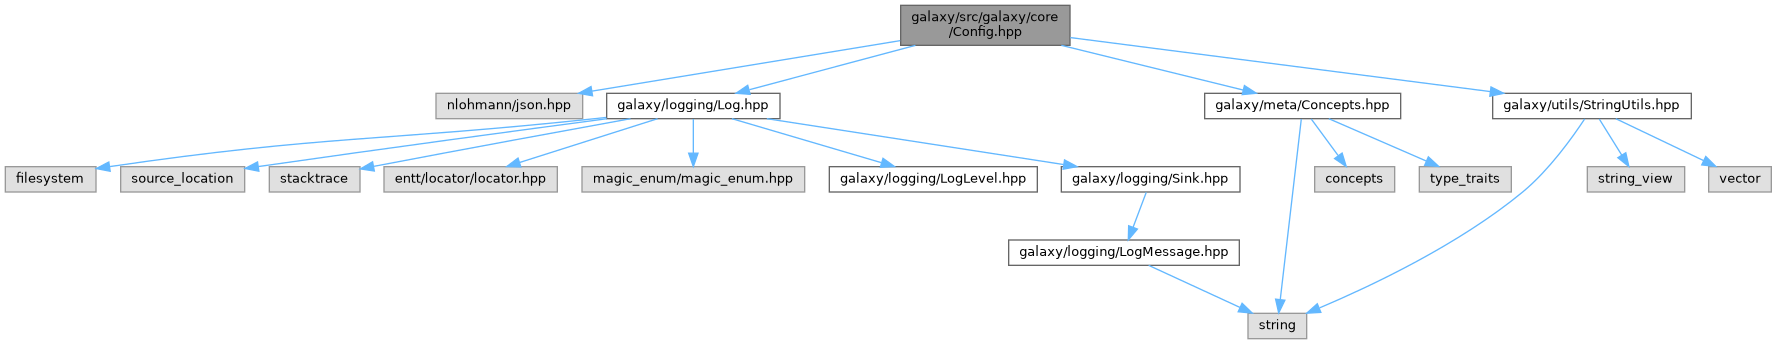 galaxy/src/galaxy/core
/Config.hpp
nlohmann/json.hpp
galaxy/logging/Log.hpp
galaxy/meta/Concepts.hpp
galaxy/utils/StringUtils.hpp
filesystem
source_location
stacktrace
entt/locator/locator.hpp
magic_enum/magic_enum.hpp
galaxy/logging/LogLevel.hpp
galaxy/logging/Sink.hpp
concepts
type_traits
string_view
vector
galaxy/logging/LogMessage.hpp
string